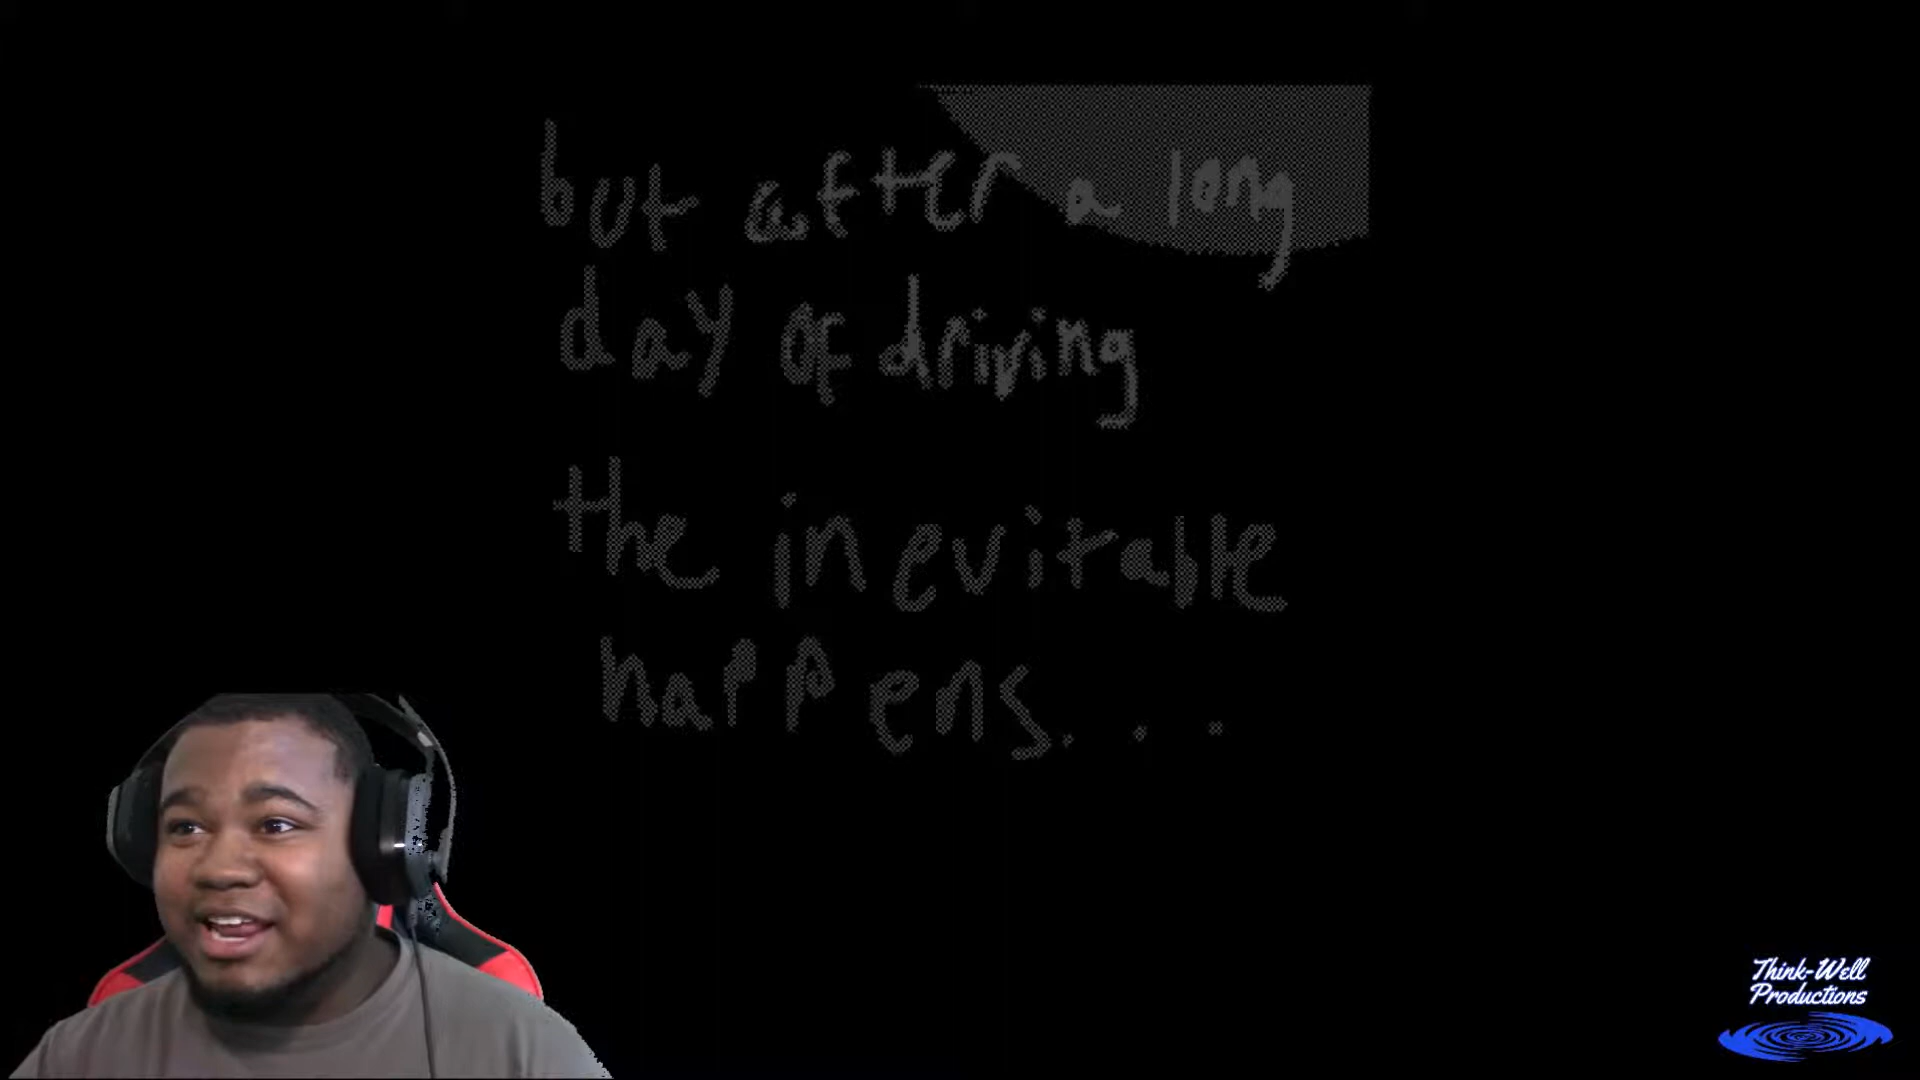 but after a long
day of driving
the inevitable
happens...
Think-Well
Productions